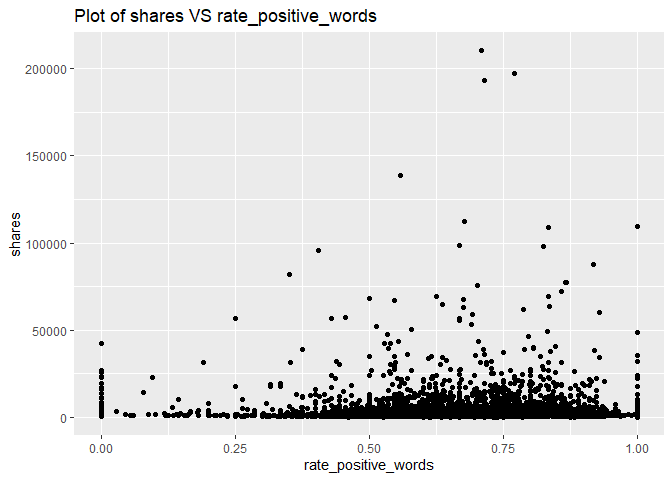 Plot of shares VS rate_positive_words
200000
150000
100000
50000
0
shares
0.00 0.25 0.50 0.75 1.00
rate_positive_words